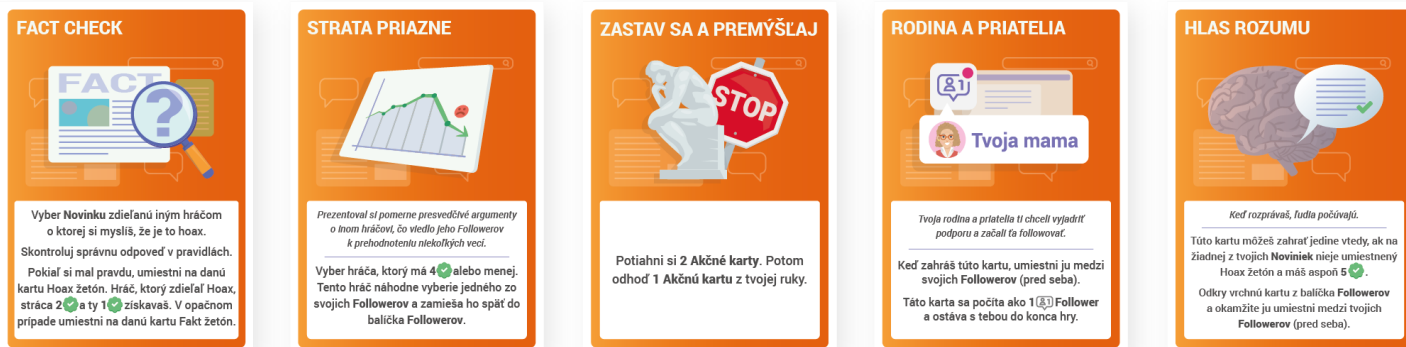 FACT CHECK
FACT
?
Vyber Novinku zdieľanú iným hráčom
o ktorej si myslíš, že je to hoax.
Skontroluj správnu odpoveď v pravidlách.
Pokiaľ si mal pravdu, umiestni na danú
kartu Hoax žetón. Hráč, ktorý zdieľal Hoax,
stráca 2 a ty 1 získavaš. V opačnom
prípade umiestni na danú kartu Fakt žetón.
STRATA PRIAZNE
Prezentoval si pomerne presvedčivé argumenty
o inom hráčovi, čo viedlo jeho Followerov
k prehodnoteniu niekoľkých vecí.
Vyber hráča, ktorý má 4 alebo menej.
Tento hráč náhodne vyberie jedného zo
svojich Followerov a zamieša ho späť do
balíčka Followerov.
ZASTAV SA A PREMÝŠĽAJ
STOP
Potiahni si 2 Akčné karty. Potom
odhoď 1 Akčnú kartu z tvojej ruky.
RODINA A PRIATELIA
1
Tvoja mama
Tvoja rodina a priatelia ti chceli vyjadriť
podporu a začali ťa followovať.
Keď zahráš túto kartu, umiestni ju medzi
svojich Followerov (pred seba).
Táto karta sa počíta ako 1 1 Follower
a ostáva s tebou do konca hry.
HLAS ROZUMU
Keď rozprávaš, ľudia počúvajú.
Túto kartu môžeš zahrať jedine vtedy, ak na
žiadnej z tvojich Noviniek nieje umiestnený
Hoax žetón a máš aspoň 5 .
Odkry vrchnú kartu z balíčka Followerov
a okamžite ju umiestni medzi tvojich
Followerov (pred seba).